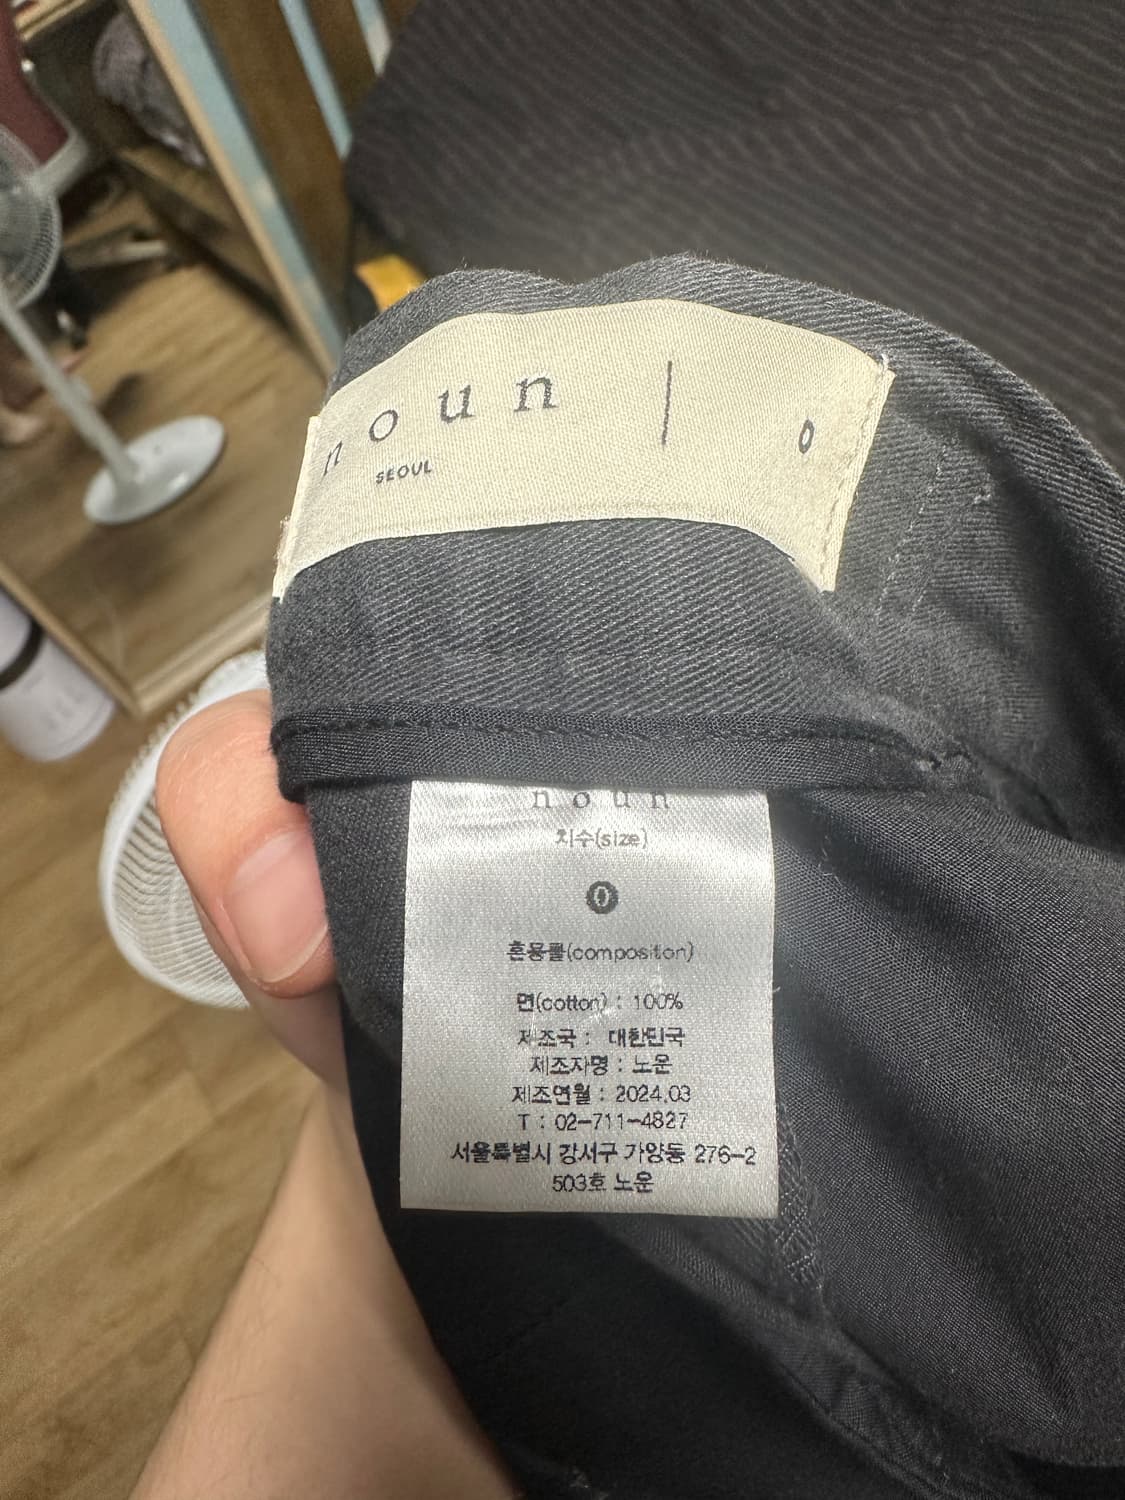 noun | 0
SEOUL
noun
치수(size)
0
혼용률(composition)
면(cotton) : 100%
제조국 : 대한민국
제조자명 : 노운
제조연월 : 2024.03
T : 02-711-4827
서울특별시 강서구 가양동 276-2
503호 노운